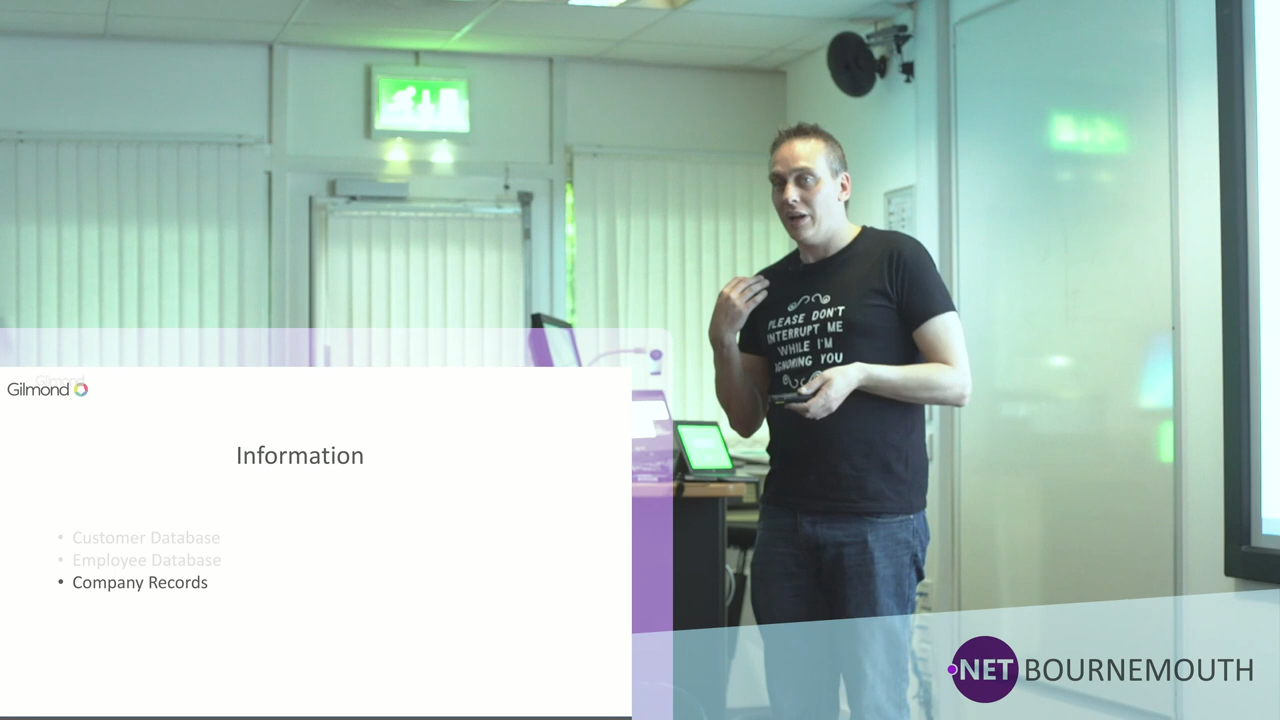 PLEASE DON'T
INTERRUPT ME
WHILE I'M
IGNORING YOU
Gilmond
Information
• Customer Database
• Employee Database
• Company Records
.NET BOURNEMOUTH